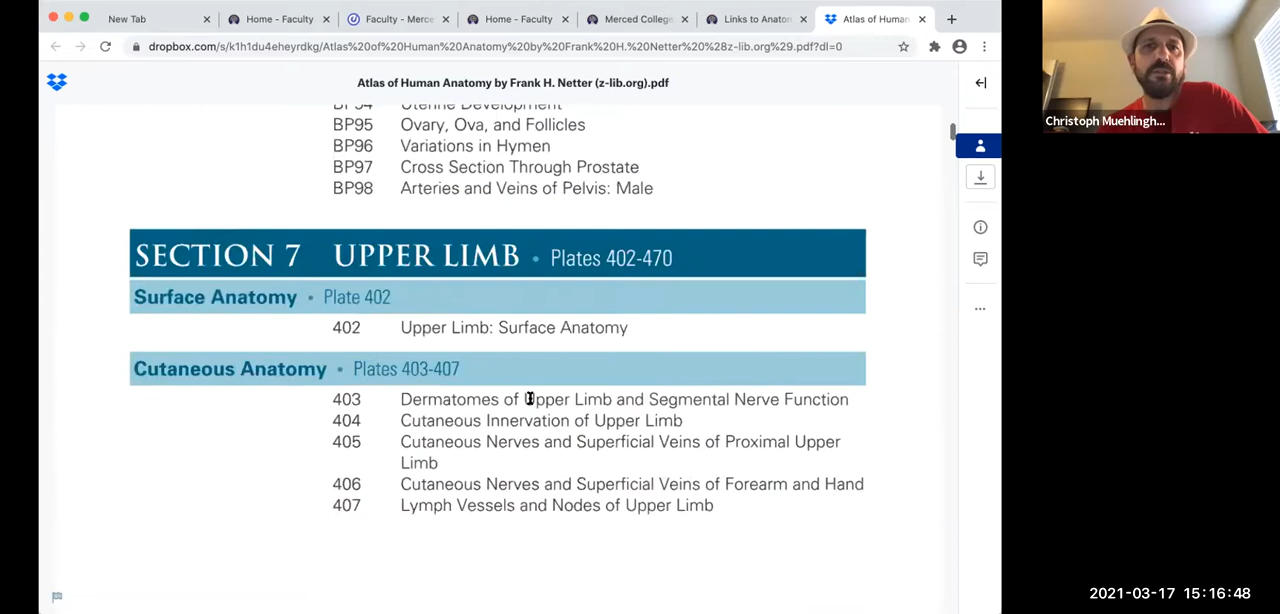 New Tab
Home - Faculty
Faculty - Merce
Home - Faculty
Merced College
Links to Anaton
Atlas of Human
dropbox.com/s/k1h1du4eheyrdkg/Atlas%20of%20Human%20Anatomy%20by%20Frank%20H.%20Netter%20%28z-lib.org%29.pdf?dl=0
Atlas of Human Anatomy by Frank H. Netter (z-lib.org).pdf
BP94 Uterine Development
BP95 Ovary, Ova, and Follicles
BP96 Variations in Hymen
BP97 Cross Section Through Prostate
BP98 Arteries and Veins of Pelvis: Male
SECTION 7 UPPER LIMB • Plates 402-470
Surface Anatomy • Plate 402
402 Upper Limb: Surface Anatomy
Cutaneous Anatomy • Plates 403-407
403 Dermatomes of Upper Limb and Segmental Nerve Function
404 Cutaneous Innervation of Upper Limb
405 Cutaneous Nerves and Superficial Veins of Proximal Upper
Limb
406 Cutaneous Nerves and Superficial Veins of Forearm and Hand
407 Lymph Vessels and Nodes of Upper Limb
Christoph Muehlingh...
2021-03-17 15:16:48